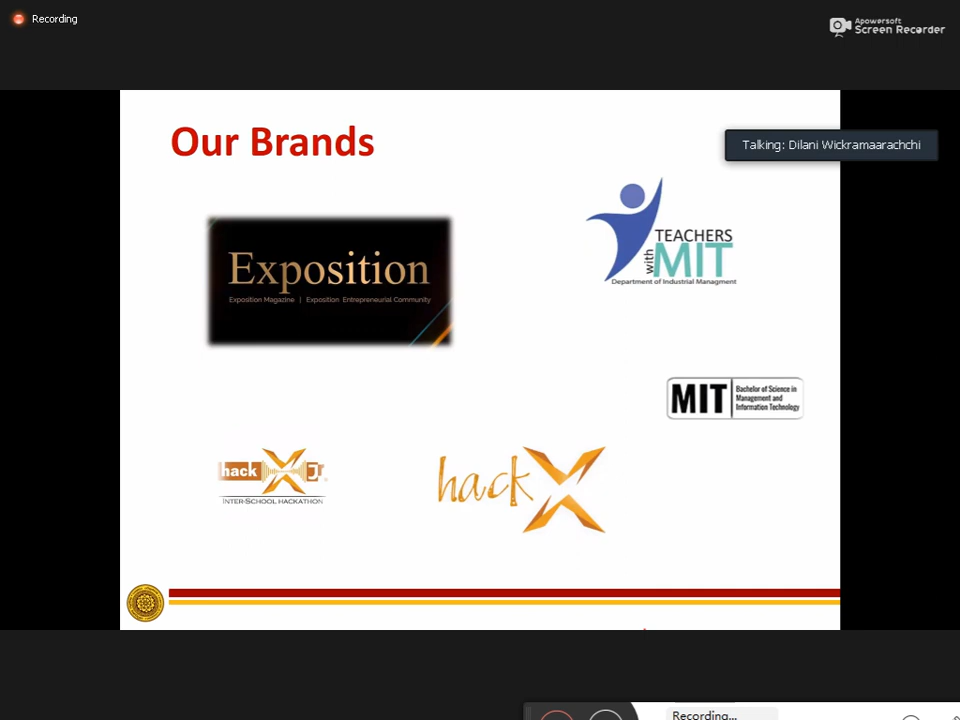 Recording
Apowersoft
Screen Recorder
Our Brands
Talking: Dilani Wickramaarachchi
Exposition
Exposition Magazine | Exposition Entrepreneurial Community
TEACHERS
with
MIT
Department of Industrial Managment
MIT
Bachelor of Science in
Management and
Information Technology
hack X Jr.
INTER-SCHOOL HACKATHON
hackX
Recording...